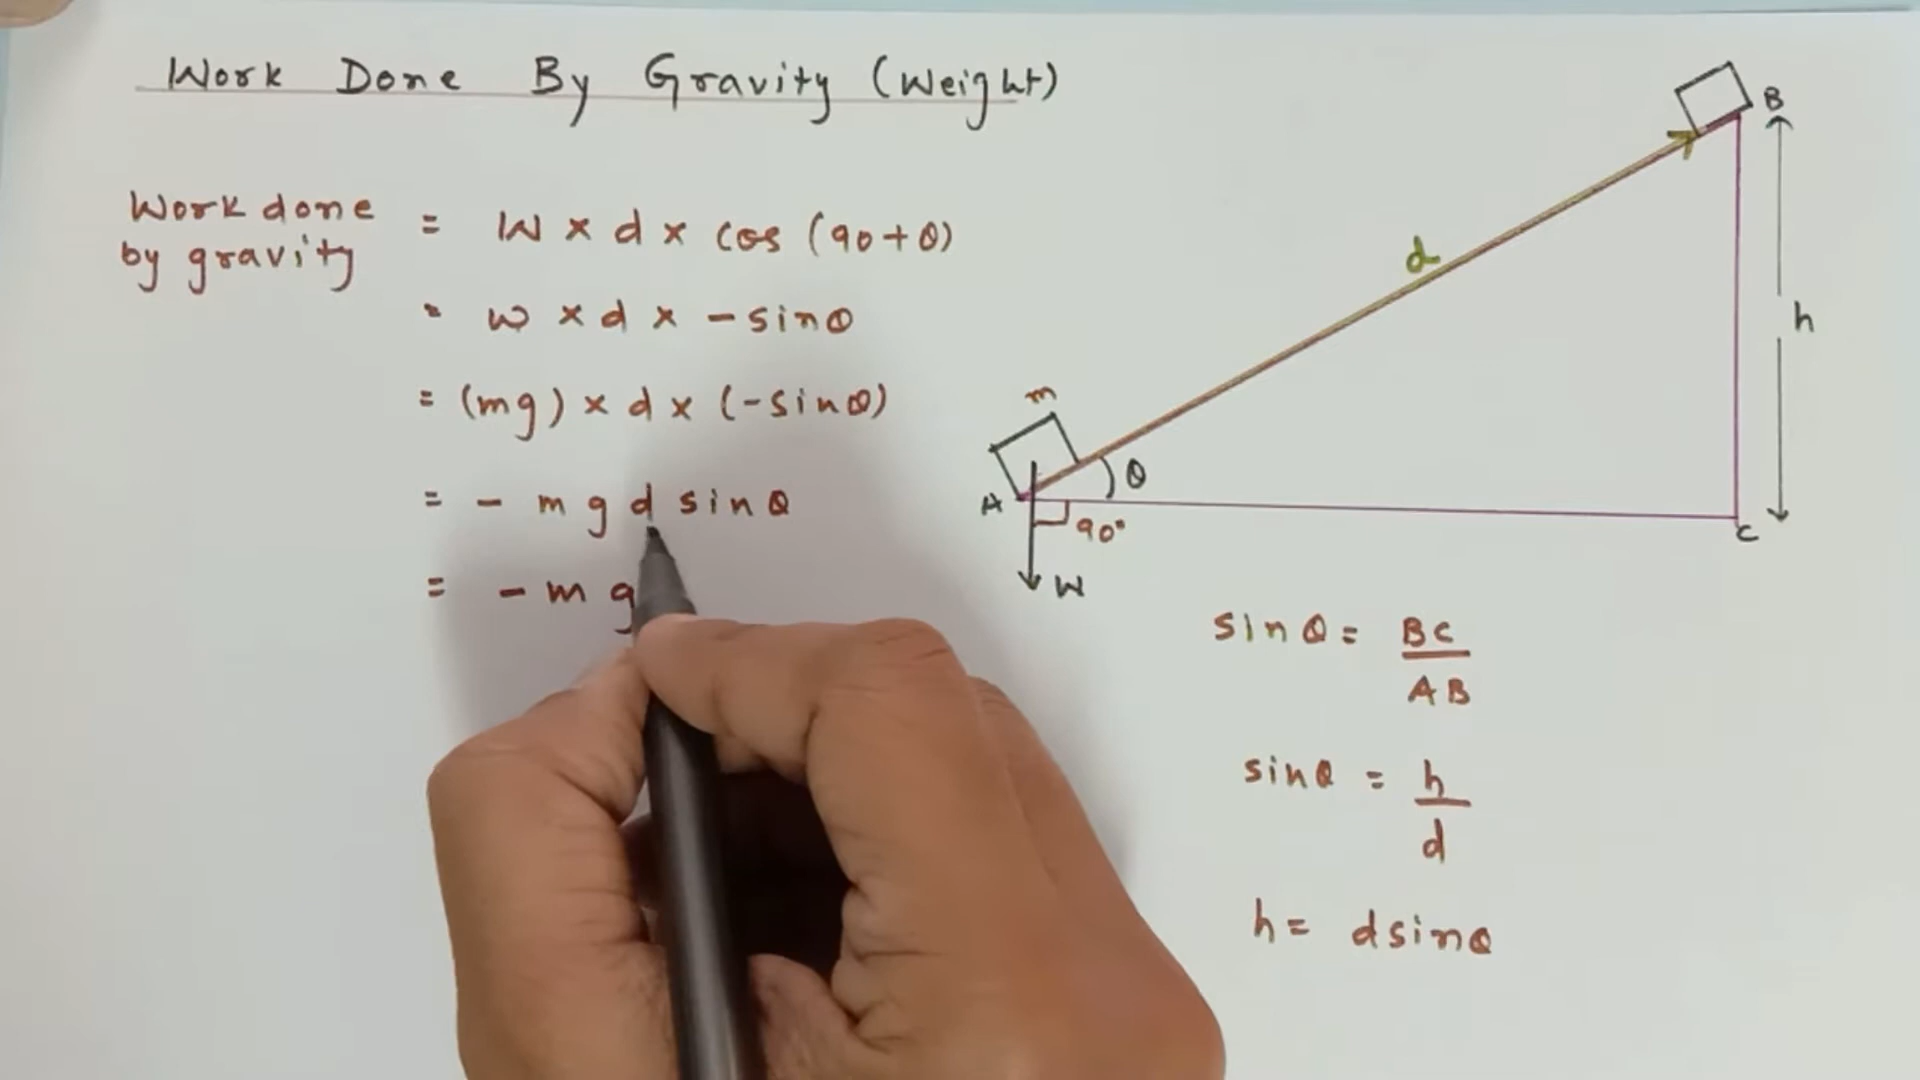 Work Done By Gravity (Weight)
Work done
by gravity
= W × d × cos (90+θ)
= W × d × -sinθ
= (mg) × d × (-sinθ)
= - m g d sinθ
= - m g
B
d
h
m
A
θ
90°
C
W
sinθ = BC
AB
sinθ = h
d
h = dsinθ